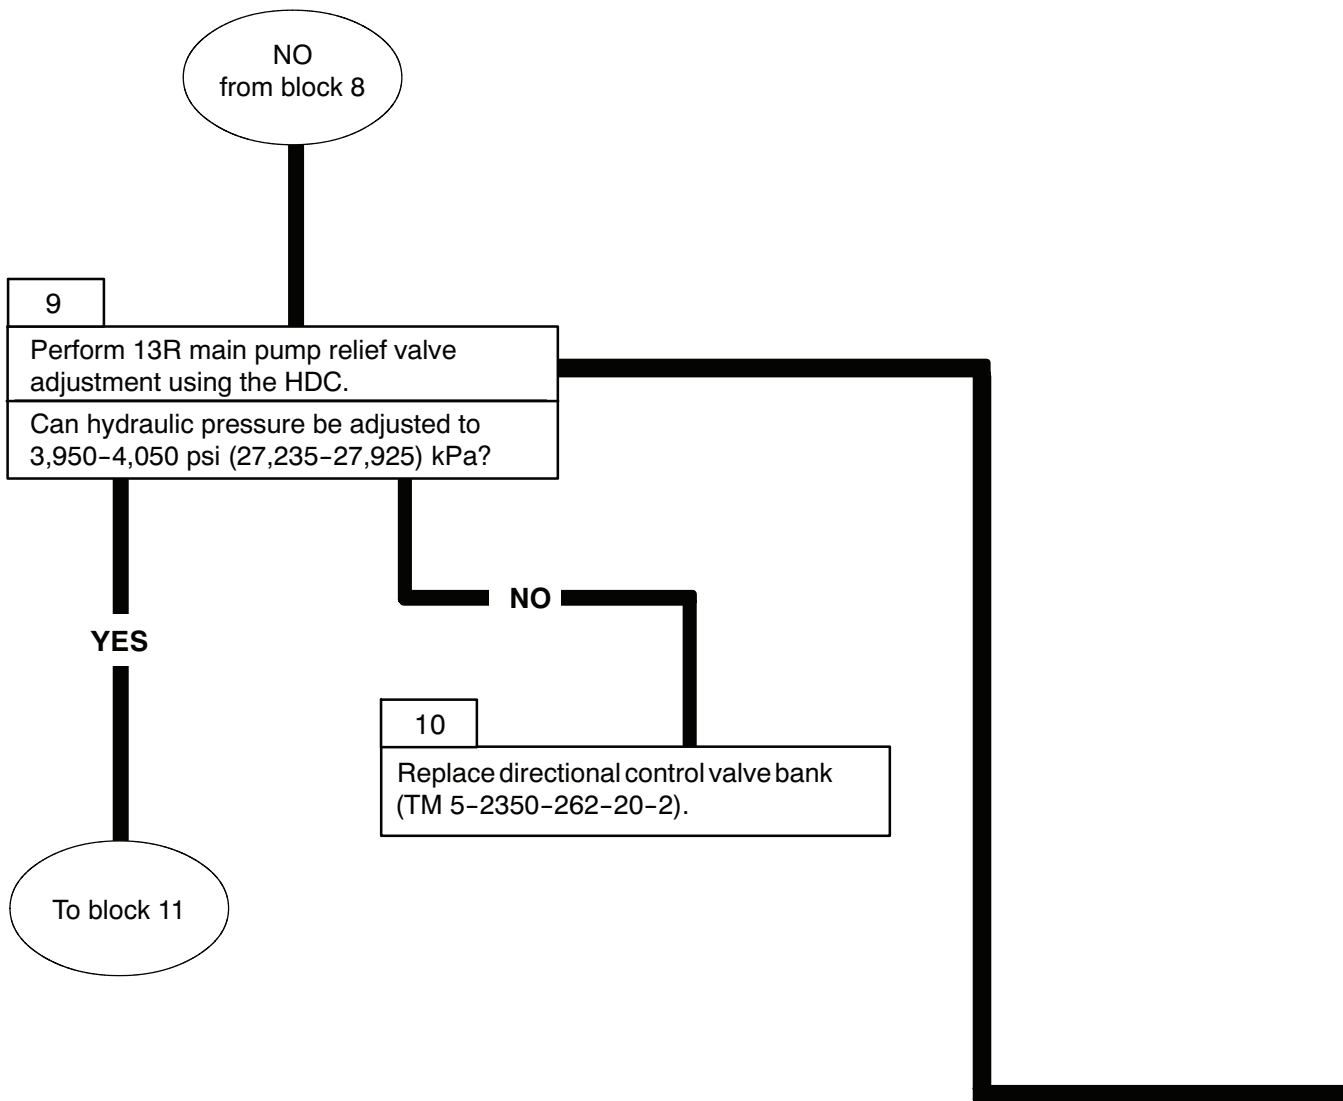 NO
from block 8
9
Perform 13R main pump relief valve
adjustment using the HDC.
Can hydraulic pressure be adjusted to
3,950-4,050 psi (27,235-27,925) kPa?
NO
YES
10
Replace directional control valve bank
(TM 5-2350-262-20-2).
To block 11